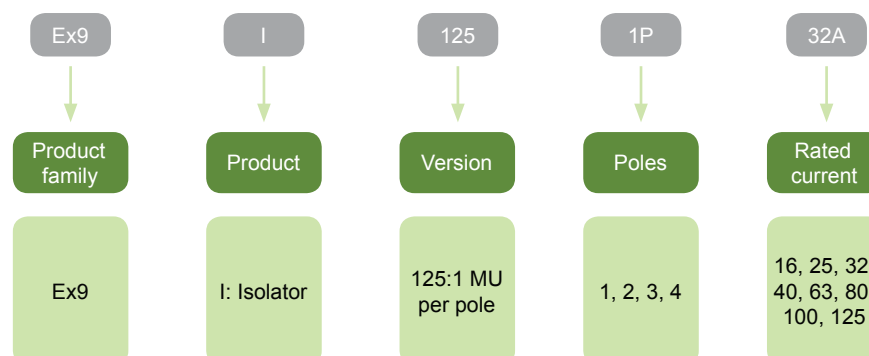 Ex9
I
125
1P
32A
Product
family
Product
Version
Poles
Rated
current
Ex9
I: Isolator
125:1 MU
per pole
1, 2, 3, 4
16, 25, 32
40, 63, 80
100, 125